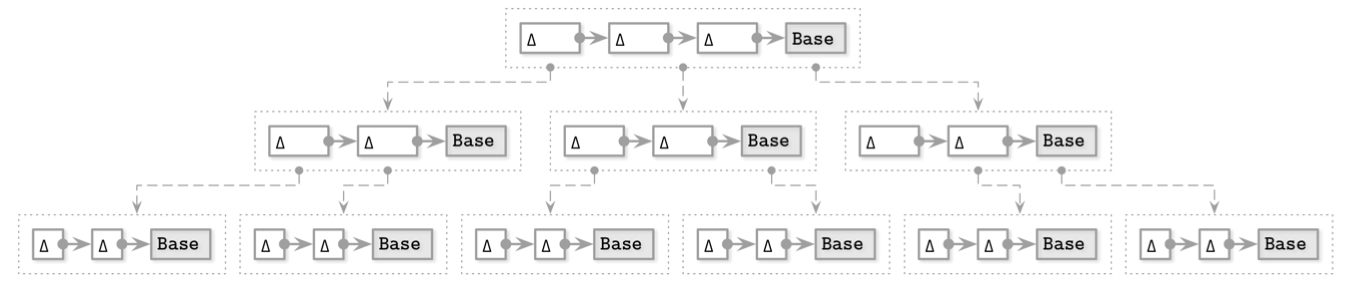 Δ Δ Δ Base
Δ Δ Base Δ Δ Base Δ Δ Base
Δ Δ Base Δ Δ Base Δ Δ Base Δ Δ Base Δ Δ Base Δ Δ Base